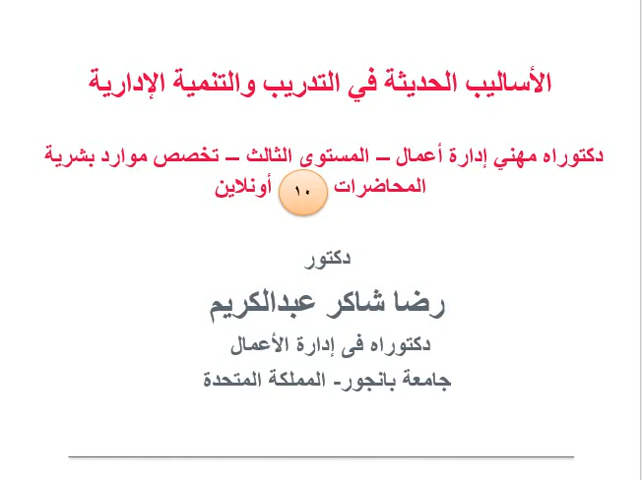 الأساليب الحديثة في التدريب والتنمية الإدارية
دكتوراه مهني إدارة أعمال – المستوى الثالث – تخصص موارد بشرية
المحاضرات ١٠ أونلاين
دكتور
رضا شاكر عبدالكريم
دكتوراه فى إدارة الأعمال
جامعة بانجور- المملكة المتحدة